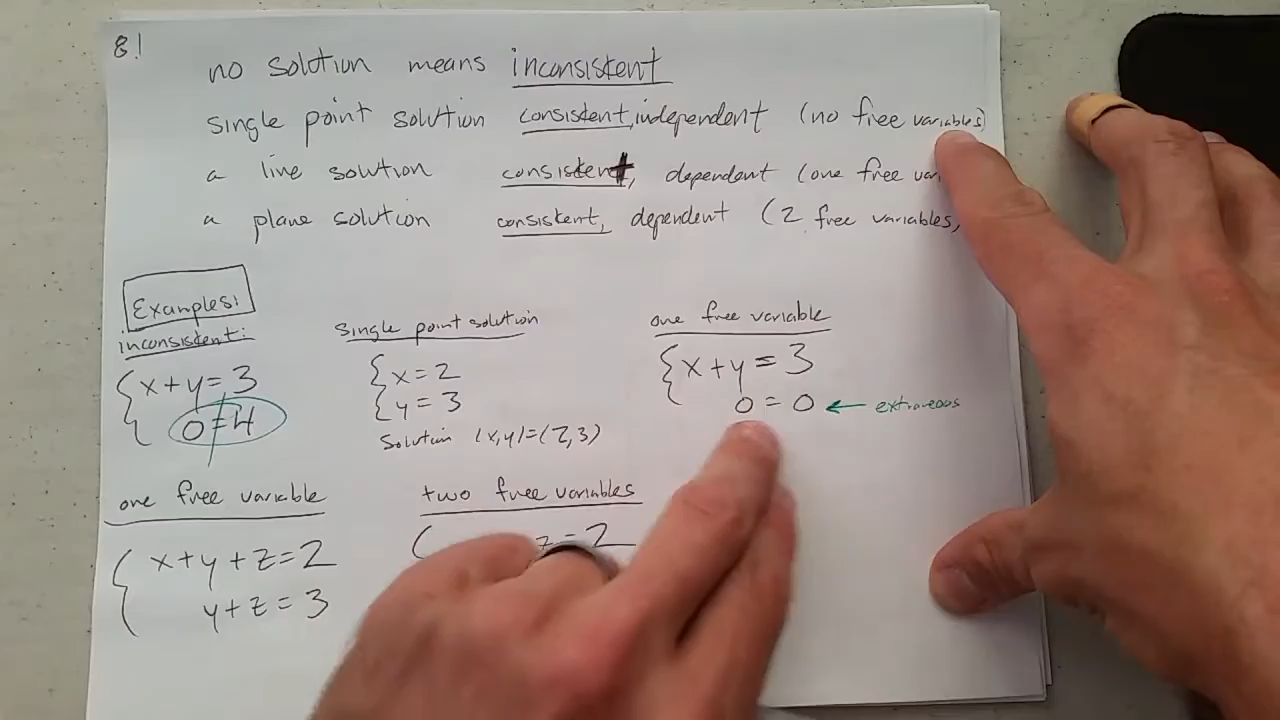 8!
no solution means inconsistent
single point solution consistent, independent (no free variables)
a line solution consistent, dependent (one free
a plane solution consistent, dependent (2 free variables,
Examples:
inconsistent:
{ x+y=3
0=4
single point solution
{ x=2
{ y=3
Solution (x,y)=(2,3)
one free variable
{ x+y=3
0=0 ← extraneous
one free variable
{ x+y+z=2
y+z=3
two free variables
z=2